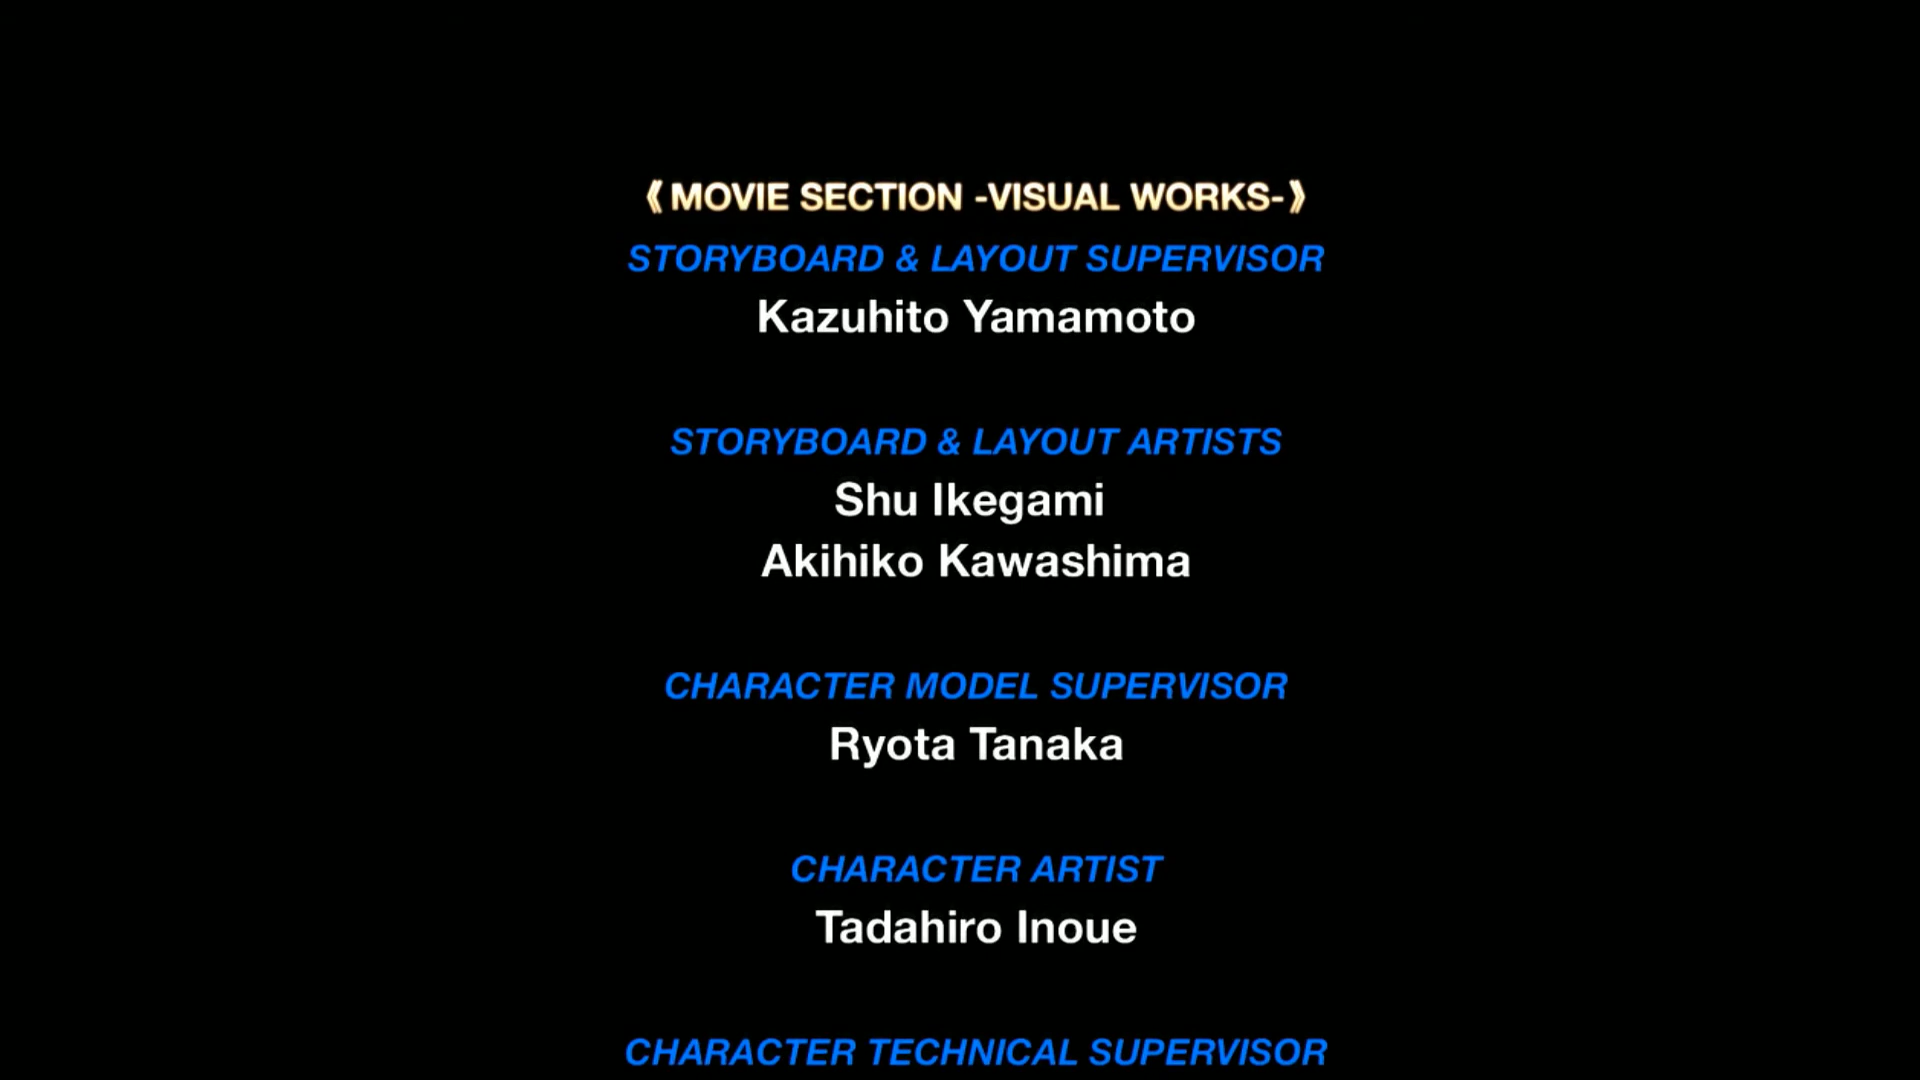 《MOVIE SECTION -VISUAL WORKS-》
STORYBOARD & LAYOUT SUPERVISOR
Kazuhito Yamamoto
STORYBOARD & LAYOUT ARTISTS
Shu Ikegami
Akihiko Kawashima
CHARACTER MODEL SUPERVISOR
Ryota Tanaka
CHARACTER ARTIST
Tadahiro Inoue
CHARACTER TECHNICAL SUPERVISOR